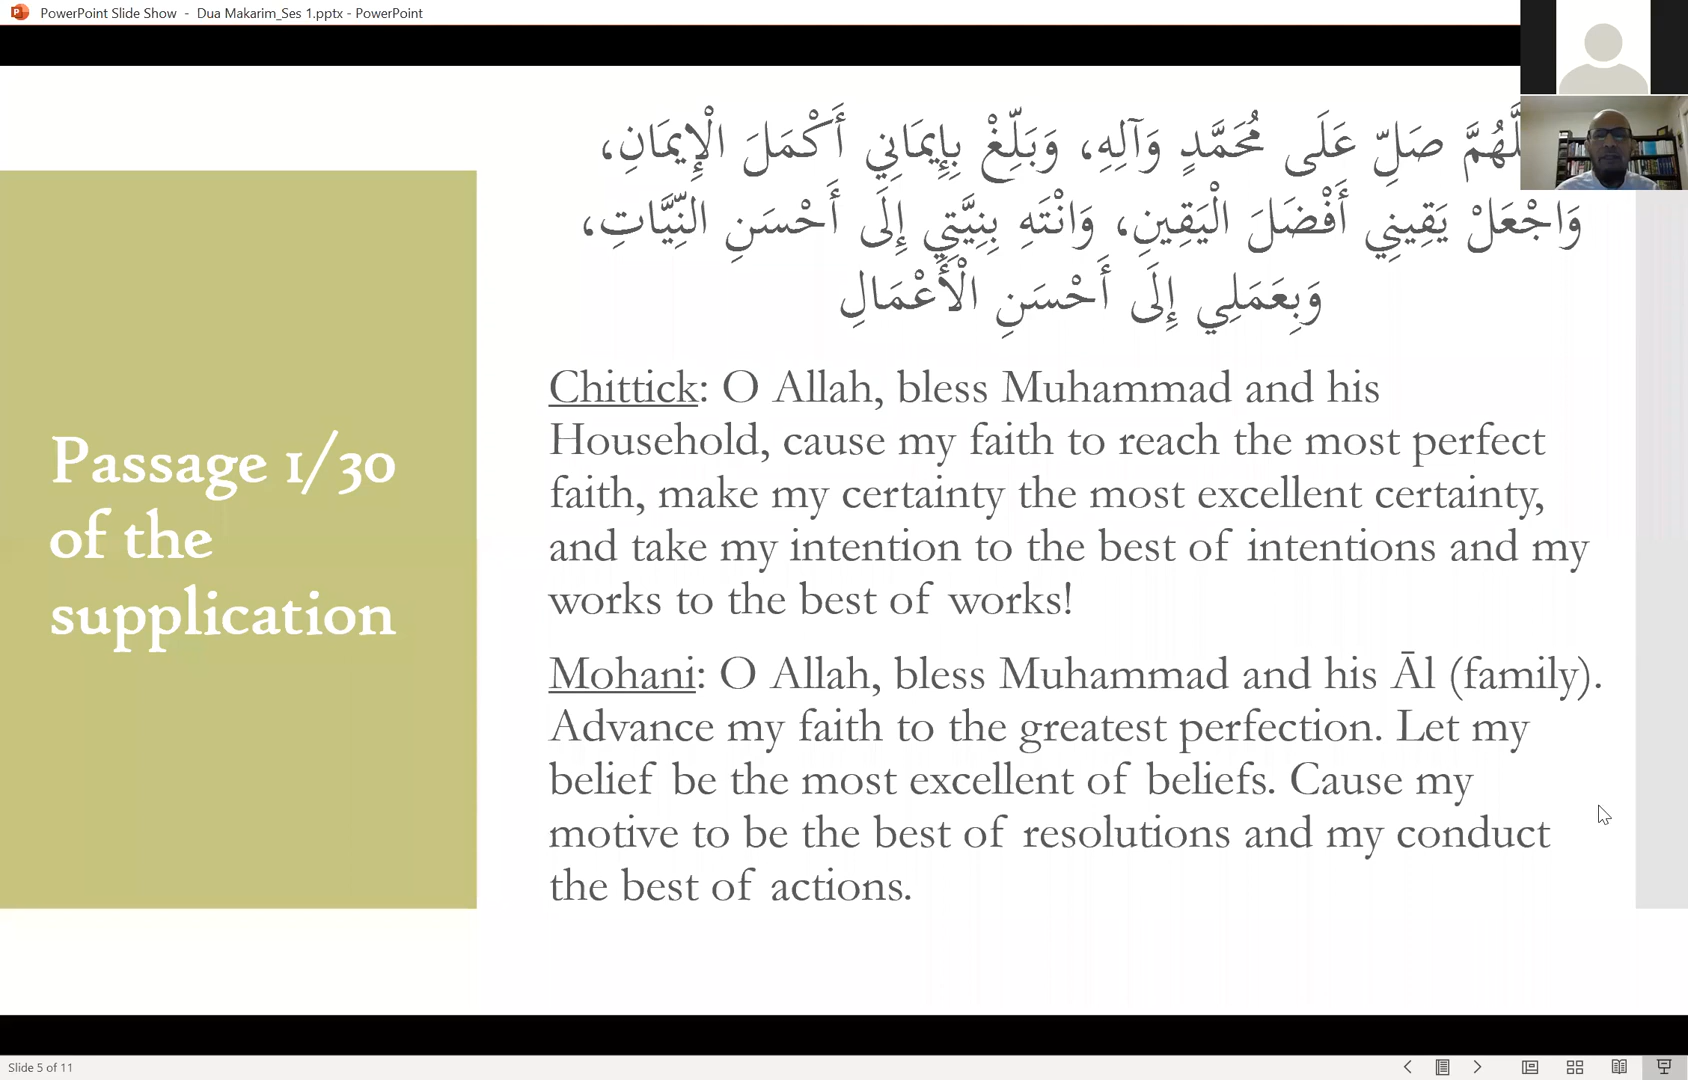 PowerPoint Slide Show - Dua Makarim_Ses 1.pptx - PowerPoint
صَلِّ عَلَى مُحَمَّدٍ وَآلِهِ، وَبَلِّغْ بِإِيمَانِي أَكْمَلَ الْإِيمَانِ،
وَاجْعَلْ يَقِينِي أَفْضَلَ الْيَقِينِ، وَانْتَهِ بِنِيَّتِي إِلَى أَحْسَنِ النِّيَّاتِ،
وَبِعَمَلِي إِلَى أَحْسَنِ الْأَعْمَالِ
Passage 1/30
of the
supplication
Chittick: O Allah, bless Muhammad and his
Household, cause my faith to reach the most perfect
faith, make my certainty the most excellent certainty,
and take my intention to the best of intentions and my
works to the best of works!
Mohani: O Allah, bless Muhammad and his Āl (family).
Advance my faith to the greatest perfection. Let my
belief be the most excellent of beliefs. Cause my
motive to be the best of resolutions and my conduct
the best of actions.
Slide 5 of 11